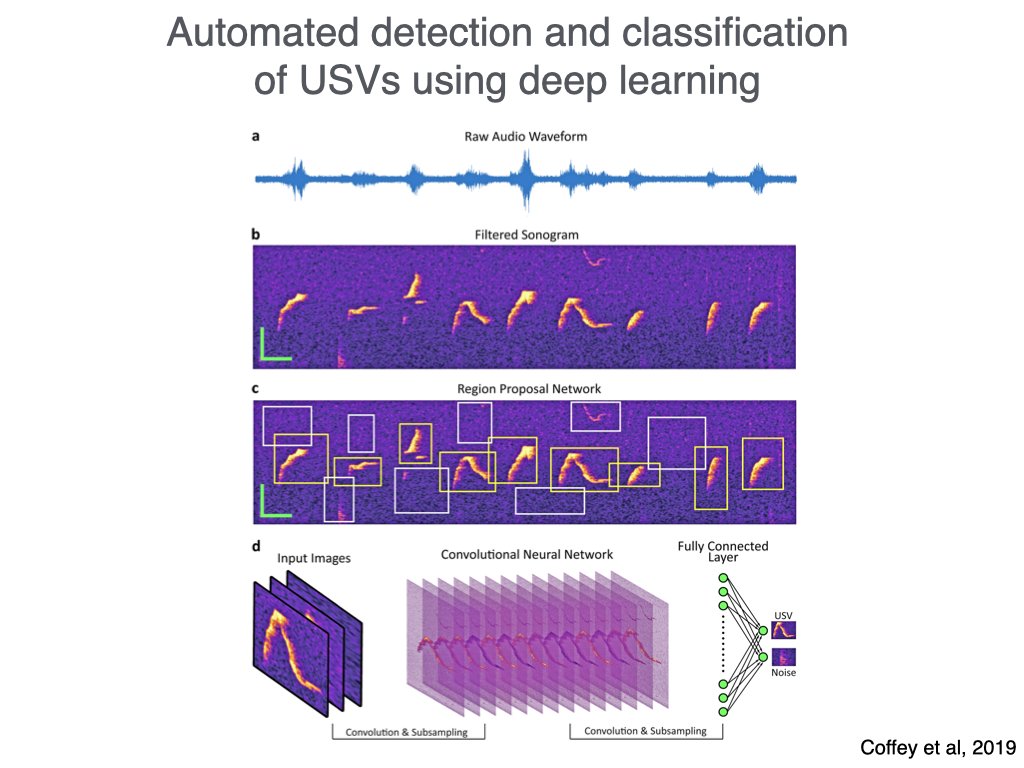 Automated detection and classification
of USVs using deep learning
a
Raw Audio Waveform
b
Filtered Sonogram
c
Region Proposal Network
d
Input Images
Convolutional Neural Network
Fully Connected
Layer
USV
Noise
Convolution & Subsampling
Convolution & Subsampling
Coffey et al, 2019